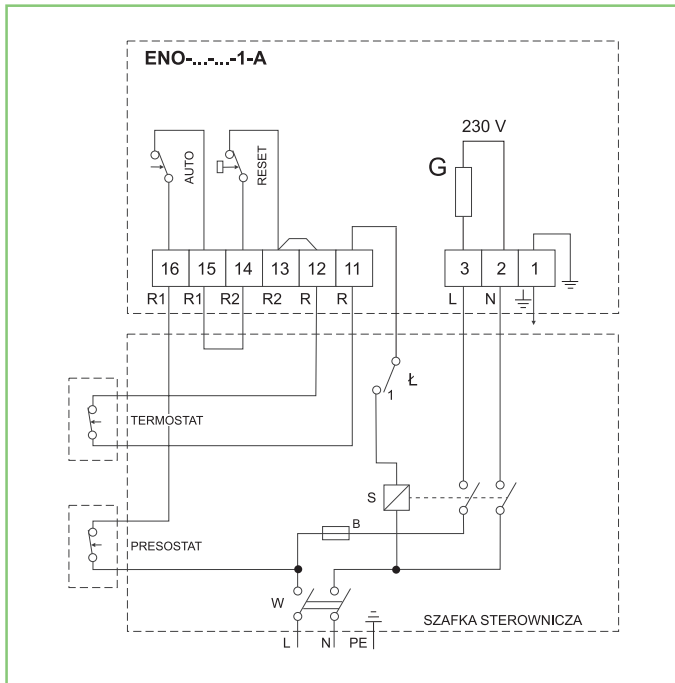 ENO-...-...-1-A
230 V
G
AUTO
RESET
16 15 14 13 12 11
3 2 1
R1 R1 R2 R2 R R
L N
Ł
1
TERMOSTAT
S
B
PRESOSTAT
W
SZAFKA STEROWNICZA
L N PE